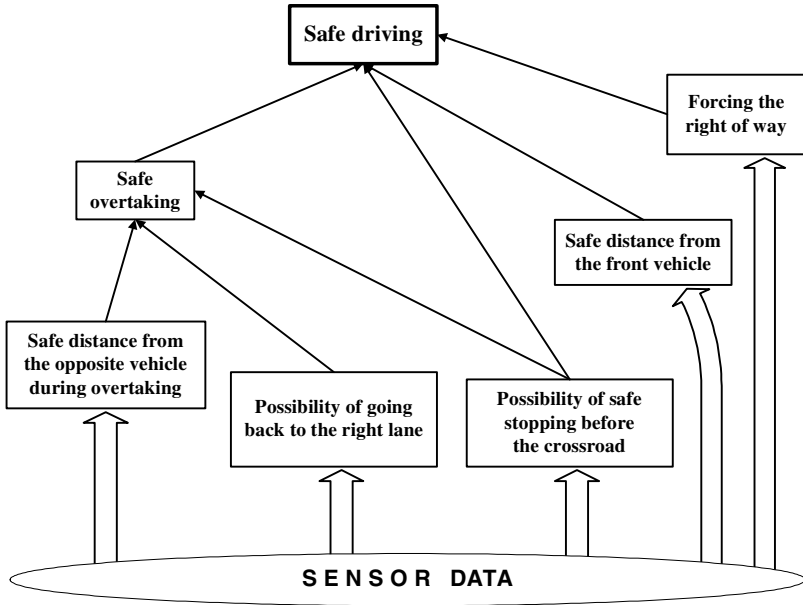 Safe driving
Forcing the
right of way
Safe
overtaking
Safe distance from
the front vehicle
Safe distance from
the opposite vehicle
during overtaking
Possibility of going
back to the right lane
Possibility of safe
stopping before
the crossroad
SENSOR DATA